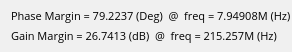 Phase Margin = 79.2237 (Deg)  @  freq = 7.94908M (Hz)
Gain Margin = 26.7413 (dB)  @  freq = 215.257M (Hz)